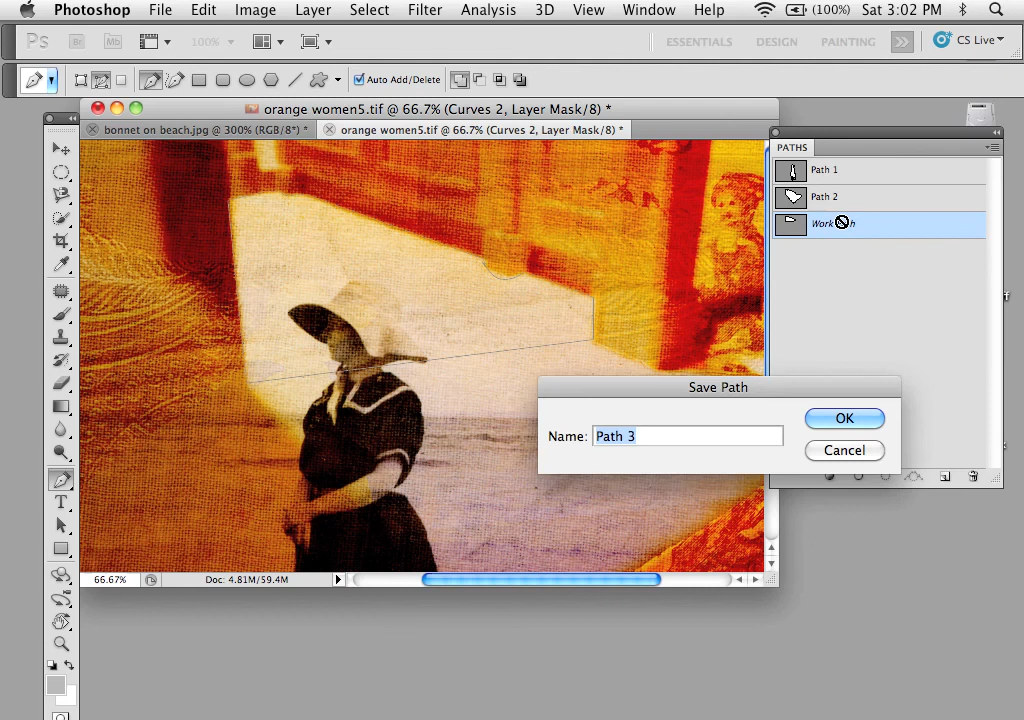 Photoshop File Edit Image Layer Select Filter Analysis 3D View Window Help (100%) Sat 3:02 PM
Ps Br Mb 100% ESSENTIALS DESIGN PAINTING CS Live
Auto Add/Delete
orange women5.tif @ 66.7% (Curves 2, Layer Mask/8) *
bonnet on beach.jpg @ 300% (RGB/8*) * orange women5.tif @ 66.7% (Curves 2, Layer Mask/8) *
PATHS
Path 1
Path 2
Save Path
Name: Path 3
OK
Cancel
66.67% Doc: 4.81M/59.4M